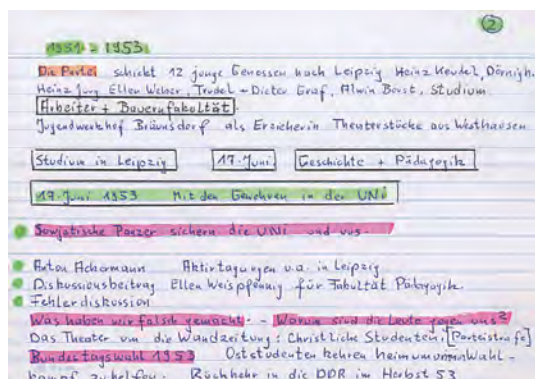 2
1951 - 1953
Die Partei schickt 12 junge Genossen nach Leipzig Heinz Keudel, Dörnigh.
Heinz Jung Ellen Weber, Trudel - Dieter Graf, Alwin Borst, Studium
Arbeiter + Bauernfakultät.
Jugendwerkhof Bräunsdorf als Erzieherin Theaterstücke aus Westhausen
Studium in Leipzig 17. Juni Geschichte + Pädagogik
17. Juni 1953 Mit den Gewehren in der UNi
Sowjetische Panzer sichern die UNi und uns.
Anton Ackermann Aktivtagungen u.a. in Leipzig
Diskussionsbeitrag Ellen Weispfennig für Fakultät Pädagogik.
Fehlerdiskussion
Was haben wir falsch gemacht - - Warum sind die Leute gegen uns?
Das Theater um die Wandzeitung: Christliche Studenten. [Parteistrafe]
Bundestagswahl 1953 Oststudenten kehren heim um im Wahl-
kampf zu helfen. Rückkehr in die DDR im Herbst 53